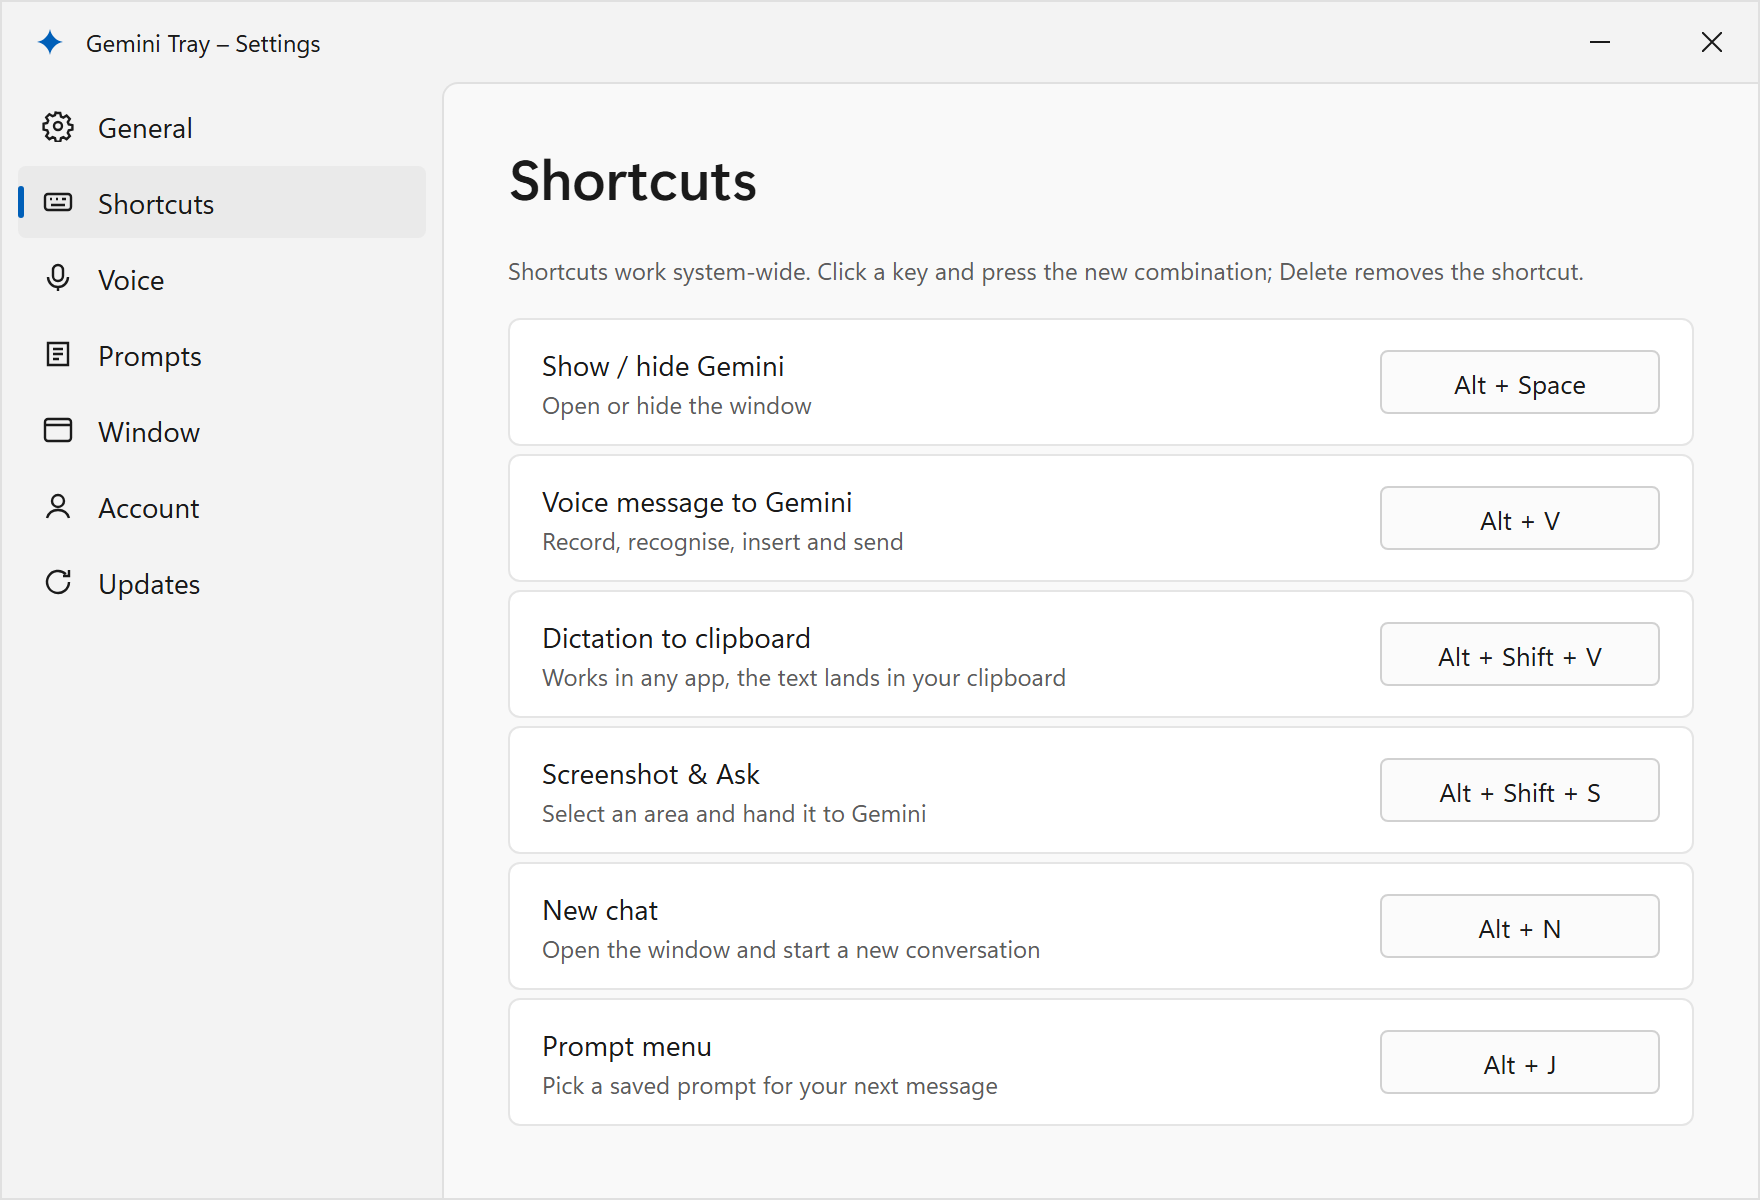 Gemini Tray – Settings
General
Shortcuts
Voice
Prompts
Window
Account
Updates
Shortcuts
Shortcuts work system-wide. Click a key and press the new combination; Delete removes the shortcut.
Show / hide Gemini
Open or hide the window
Alt + Space
Voice message to Gemini
Record, recognise, insert and send
Alt + V
Dictation to clipboard
Works in any app, the text lands in your clipboard
Alt + Shift + V
Screenshot & Ask
Select an area and hand it to Gemini
Alt + Shift + S
New chat
Open the window and start a new conversation
Alt + N
Prompt menu
Pick a saved prompt for your next message
Alt + J